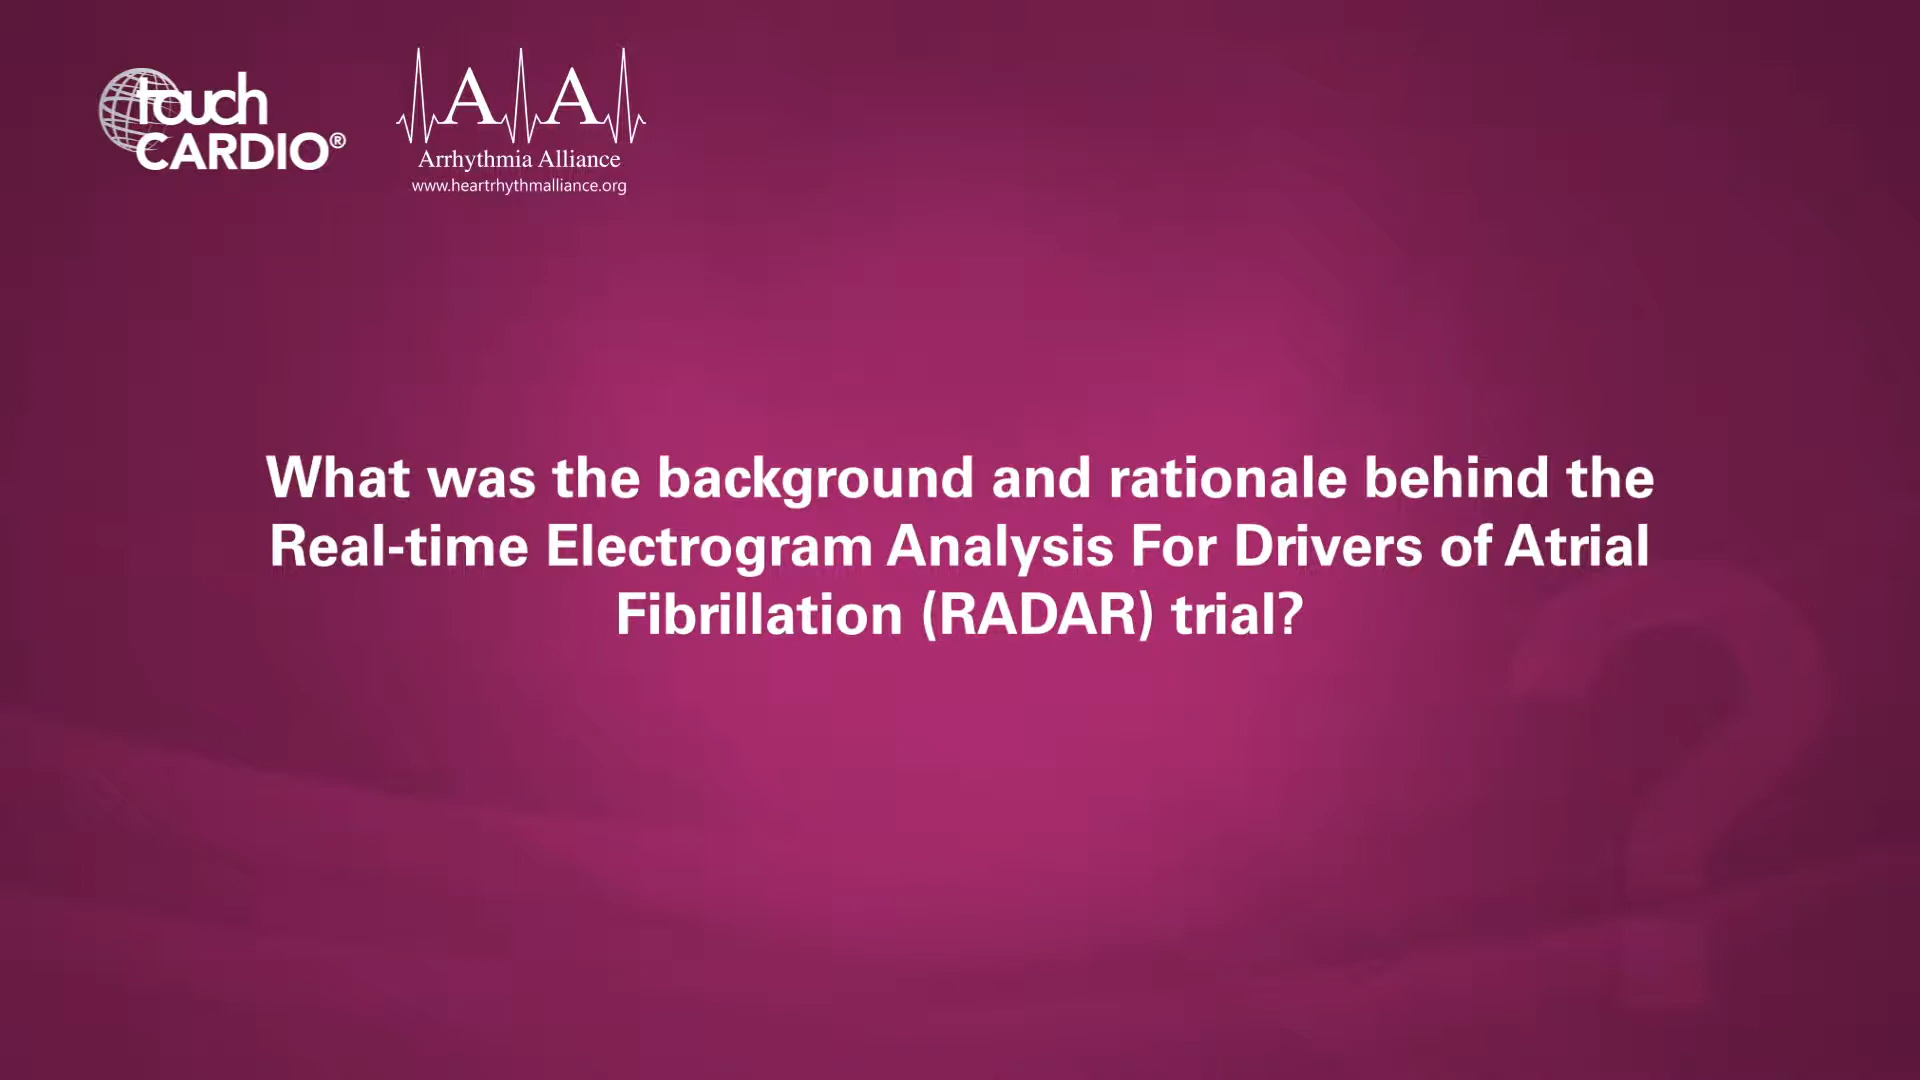 touch
CARDIO®
A A
Arrhythmia Alliance
www.heartrhythmalliance.org
What was the background and rationale behind the
Real-time Electrogram Analysis For Drivers of Atrial
Fibrillation (RADAR) trial?
?